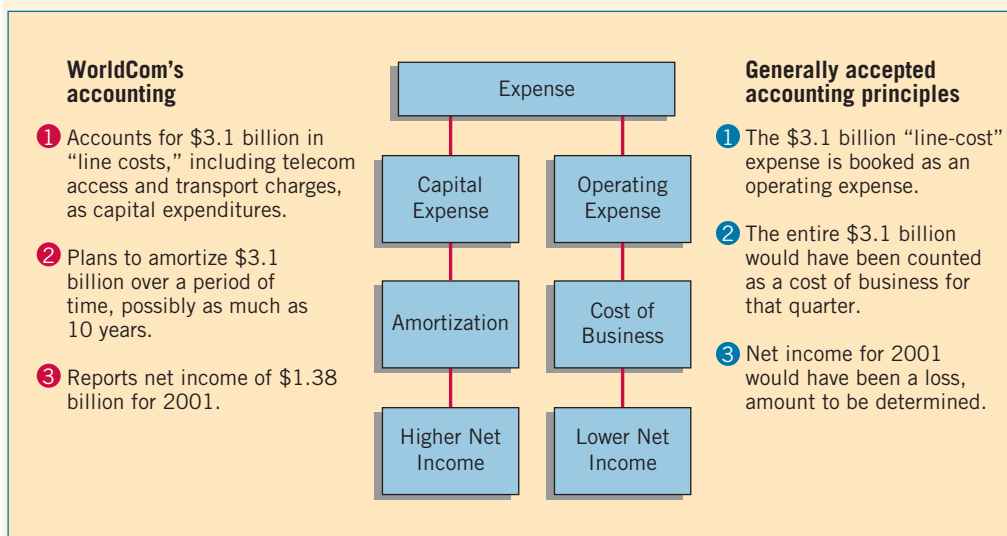 WorldCom's
accounting
1 Accounts for $3.1 billion in
"line costs," including telecom
access and transport charges,
as capital expenditures.
2 Plans to amortize $3.1
billion over a period of
time, possibly as much as
10 years.
3 Reports net income of $1.38
billion for 2001.
Expense
Capital
Expense
Operating
Expense
Amortization
Cost of
Business
Higher Net
Income
Lower Net
Income
Generally accepted
accounting principles
1 The $3.1 billion "line-cost"
expense is booked as an
operating expense.
2 The entire $3.1 billion
would have been counted
as a cost of business for
that quarter.
3 Net income for 2001
would have been a loss,
amount to be determined.